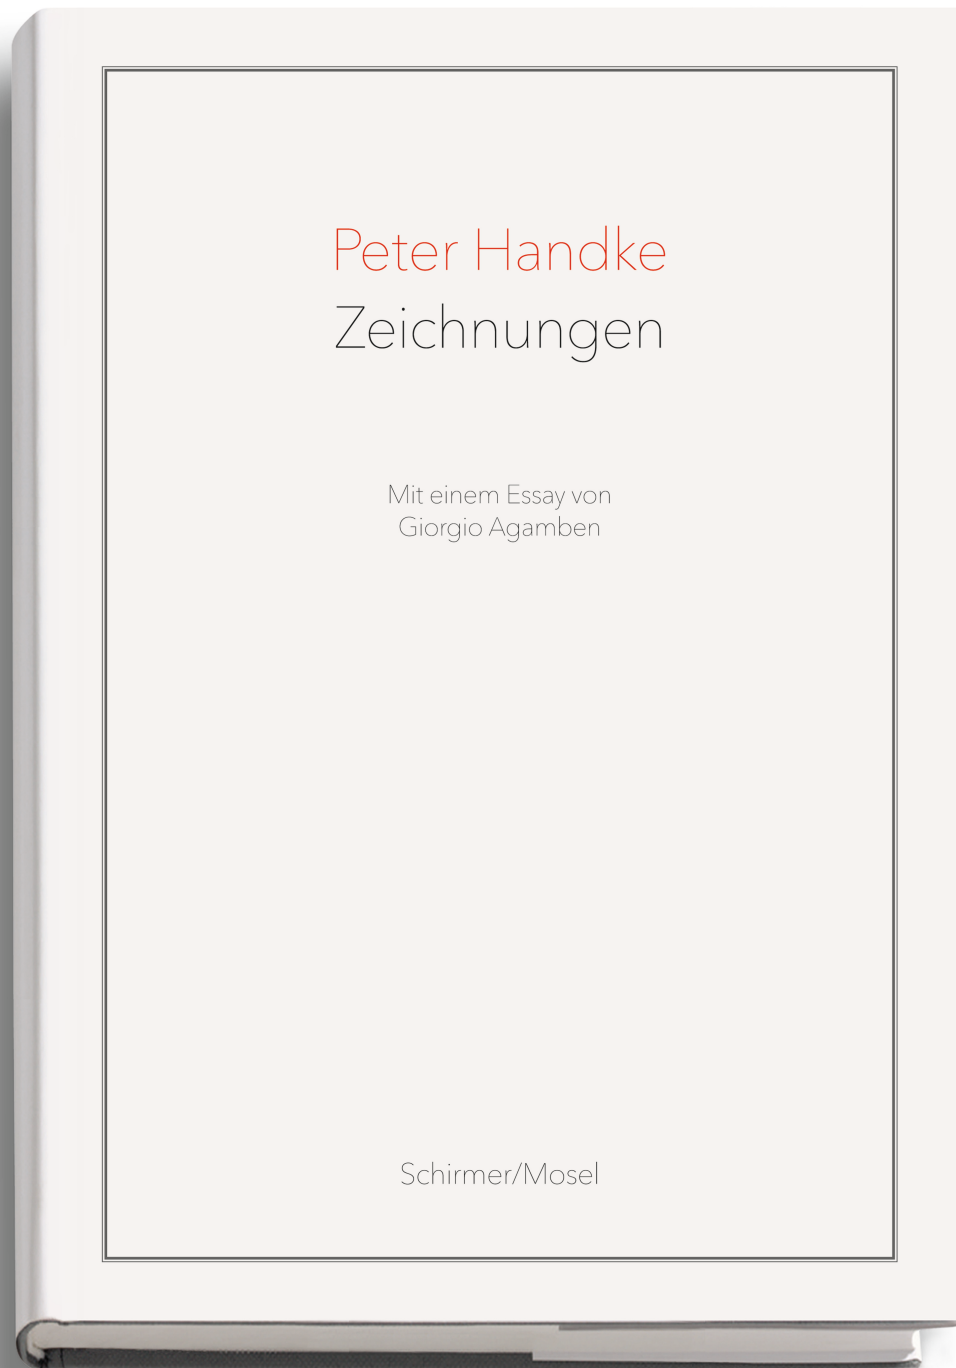 Peter Handke
Zeichnungen
Mit einem Essay von
Giorgio Agamben
Schirmer/Mosel